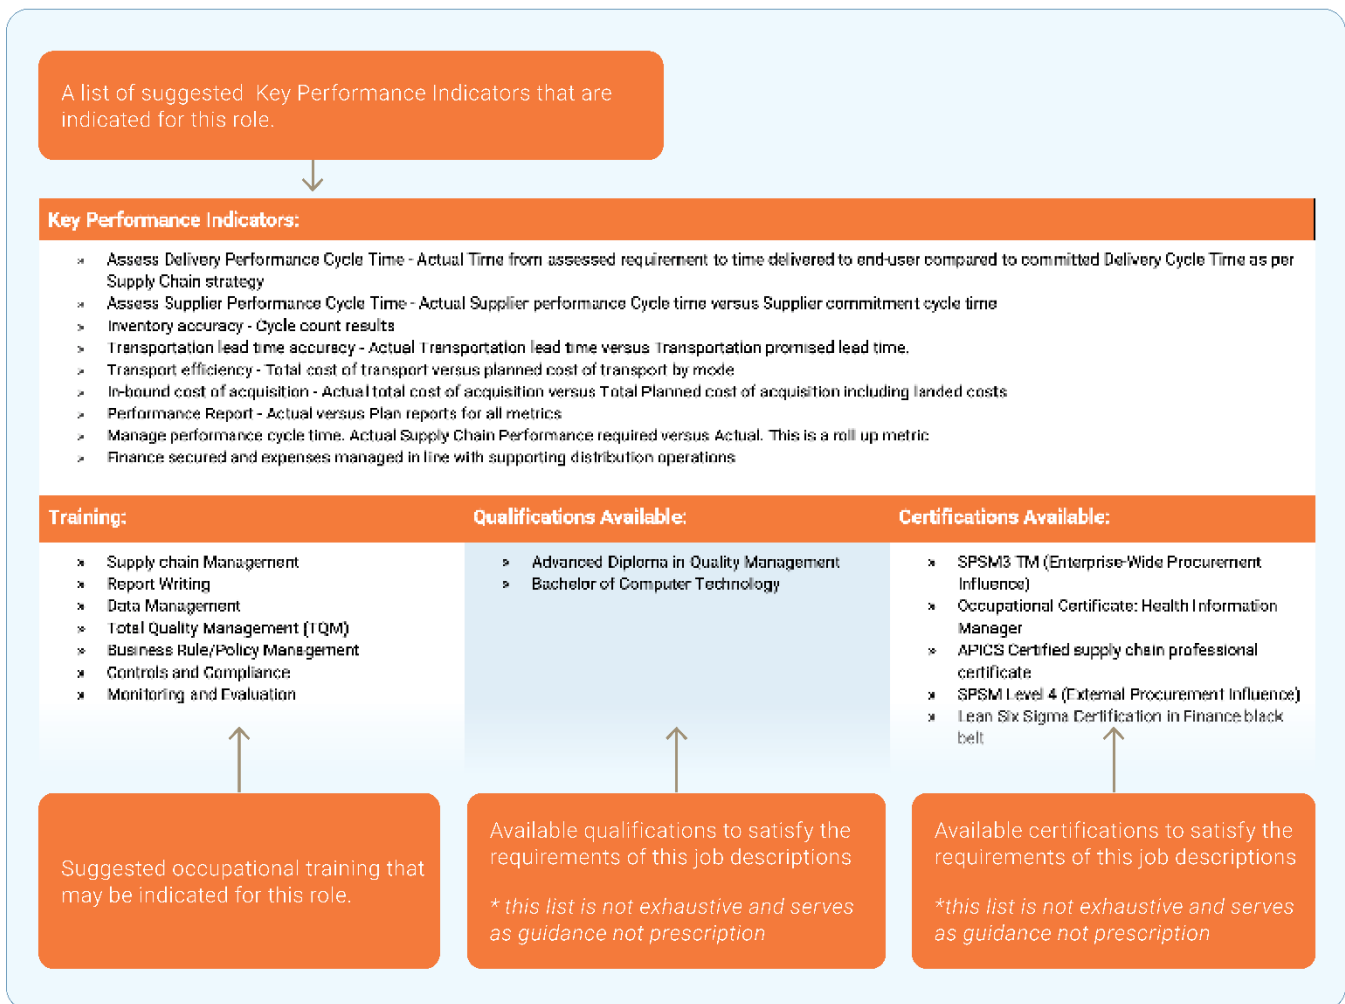 A list of suggested Key Performance Indicators that are
indicated for this role.
Key Performance Indicators:
» Assess Delivery Performance Cycle Time - Actual Time from assessed requirement to time delivered to end-user compared to committed Delivery Cycle Time as per
Supply Chain strategy
» Assess Supplier Performance Cycle Time - Actual Supplier performance Cycle time versus Supplier commitment cycle time
» Inventory accuracy - Cycle count results
» Transportation lead time accuracy - Actual Transportation lead time versus Transportation promised lead time.
» Transport efficiency - Total cost of transport versus planned cost of transport by mode
» In-bound cost of acquisition - Actual total cost of acquisition versus Total Planned cost of acquisition including landed costs
» Performance Report - Actual versus Plan reports for all metrics
» Manage performance cycle time. Actual Supply Chain Performance required versus Actual. This is a roll up metric
» Finance secured and expenses managed in line with supporting distribution operations
Training:
» Supply chain Management
» Report Writing
» Data Management
» Total Quality Management (TQM)
» Business Rule/Policy Management
» Controls and Compliance
» Monitoring and Evaluation
Qualifications Available:
» Advanced Diploma in Quality Management
» Bachelor of Computer Technology
Certifications Available:
» SPSM3 TM (Enterprise-Wide Procurement
Influence)
» Occupational Certificate: Health Information
Manager
» APICS Certified supply chain professional
certificate
» SPSM Level 4 (External Procurement Influence)
» Lean Six Sigma Certification in Finance black
belt
Suggested occupational training that
may be indicated for this role.
Available qualifications to satisfy the
requirements of this job descriptions
* this list is not exhaustive and serves
as guidance not prescription
Available certifications to satisfy the
requirements of this job descriptions
*this list is not exhaustive and serves
as guidance not prescription